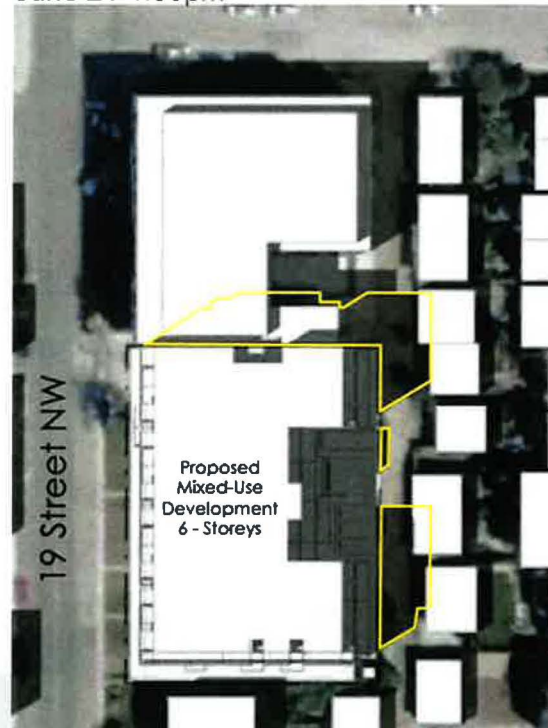 19 Street NW
Proposed
Mixed-Use
Development
6 - Storeys